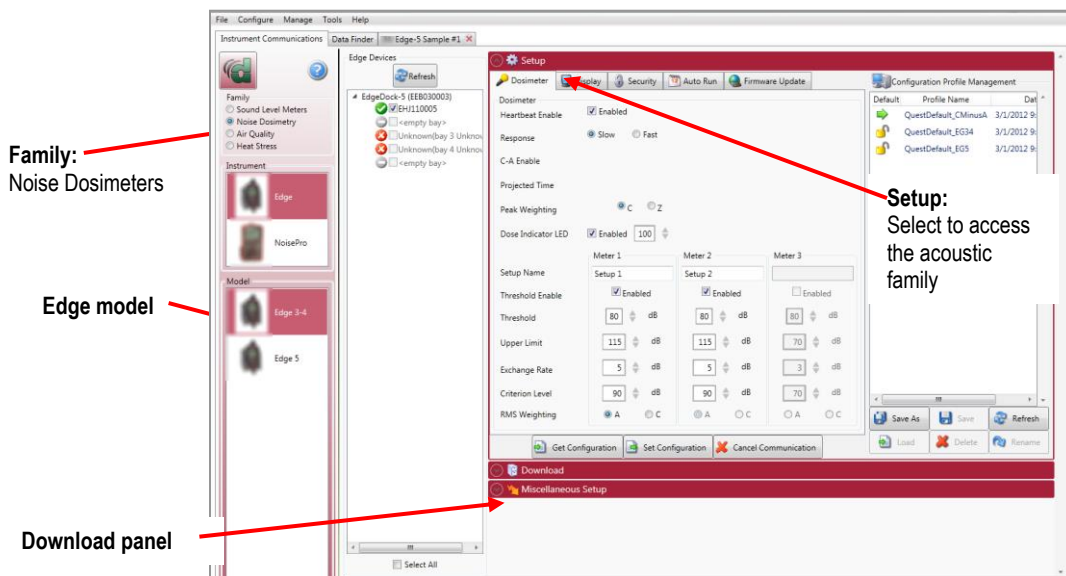 File Configure Manage Tools Help
Instrument Communications Data Finder Edge-5 Sample #1
Edge Devices
Refresh
Family
Sound Level Meters
Noise Dosimetry
Air Quality
Heat Stress
Instrument
Edge
NoisePro
Model
Edge 3-4
Edge 5
EdgeDock-5 (EEB030003)
EHJ110005
<empty bay>
Unknown(bay 3 Unknov
Unknown(bay 4 Unknov
<empty bay>
Select All
Setup
Dosimeter Display Security Auto Run Firmware Update
Dosimeter
Heartbeat Enable Enabled
Response Slow Fast
C-A Enable
Projected Time
Peak Weighting C Z
Dose Indicator LED Enabled 100
Meter 1 Meter 2 Meter 3
Setup Name Setup 1 Setup 2
Threshold Enable Enabled Enabled Enabled
Threshold 80 dB 80 dB 80 dB
Upper Limit 115 dB 115 dB 70 dB
Exchange Rate 5 dB 5 dB 3 dB
Criterion Level 90 dB 90 dB 70 dB
RMS Weighting A C A C A C
Get Configuration Set Configuration Cancel Communication
Configuration Profile Management
Default Profile Name Dat
QuestDefault_CMinusA 3/1/2012 9:
QuestDefault_EG34 3/1/2012 9:
QuestDefault_EG5 3/1/2012 9:
Save As Save Refresh
Load Delete Rename
Download
Miscellaneous Setup
Family:
Noise Dosimeters
Edge model
Download panel
Setup:
Select to access
the acoustic
family